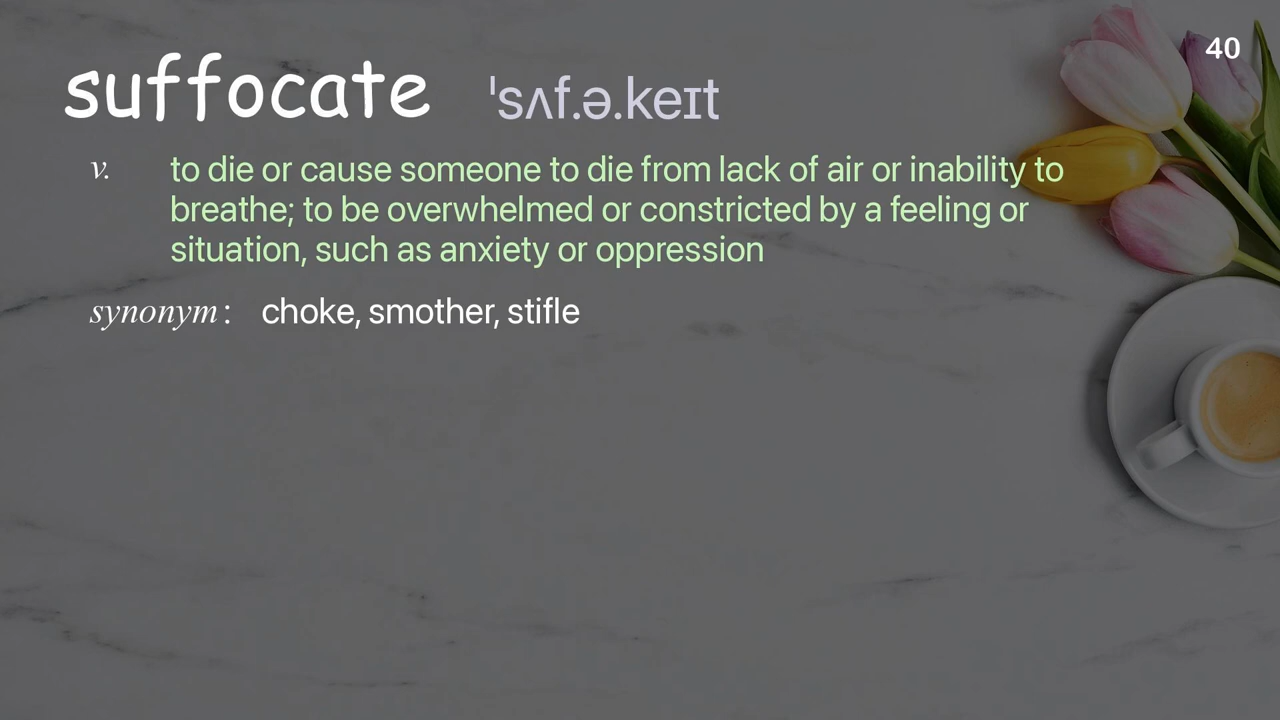 40
suffocate ˈsʌf.ə.keɪt
v. to die or cause someone to die from lack of air or inability to
breathe; to be overwhelmed or constricted by a feeling or
situation, such as anxiety or oppression
synonym: choke, smother, stifle